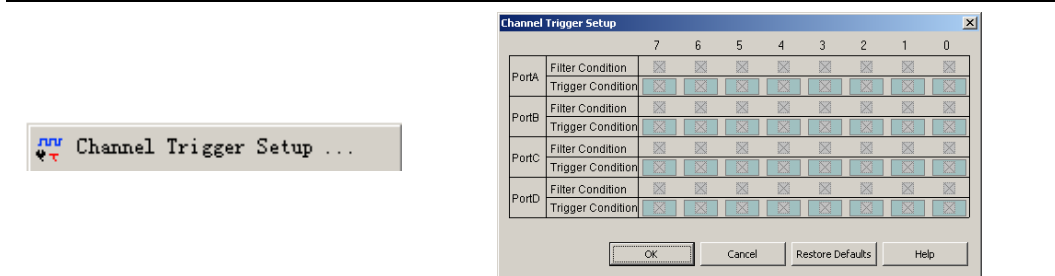 Channel Trigger Setup
7 6 5 4 3 2 1 0
PortA
Filter Condition
Trigger Condition
PortB
Filter Condition
Trigger Condition
Channel Trigger Setup ...
PortC
Filter Condition
Trigger Condition
PortD
Filter Condition
Trigger Condition
OK Cancel Restore Defaults Help